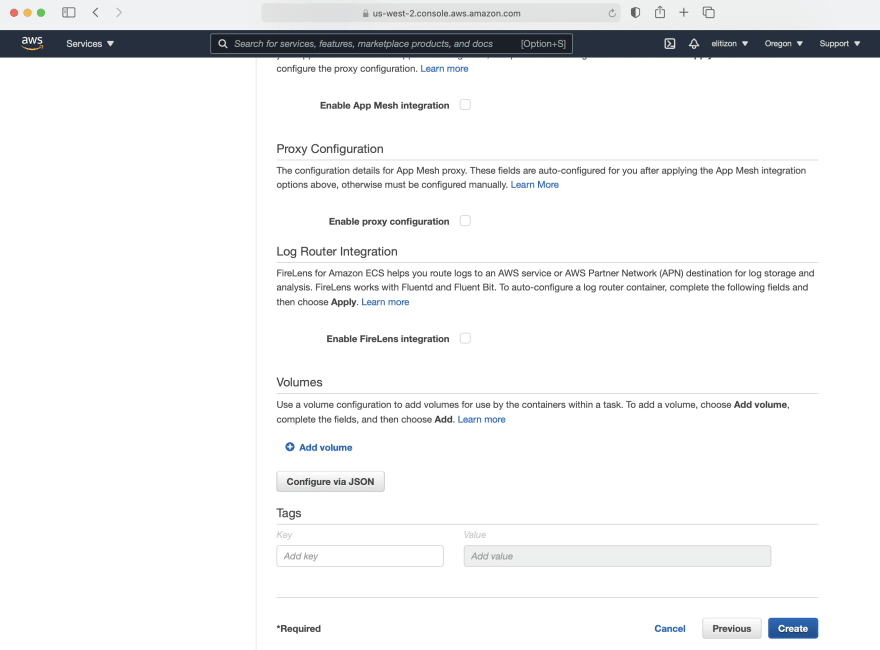 us-west-2.console.aws.amazon.com
aws
Services ▼
Search for services, features, marketplace products, and docs
[Option+S]
elitizon ▼
Oregon ▼
Support ▼
configure the proxy configuration. Learn more
Enable App Mesh integration
Proxy Configuration
The configuration details for App Mesh proxy. These fields are auto-configured for you after applying the App Mesh integration
options above, otherwise must be configured manually. Learn More
Enable proxy configuration
Log Router Integration
FireLens for Amazon ECS helps you route logs to an AWS service or AWS Partner Network (APN) destination for log storage and
analysis. FireLens works with Fluentd and Fluent Bit. To auto-configure a log router container, complete the following fields and
then choose Apply. Learn more
Enable FireLens integration
Volumes
Use a volume configuration to add volumes for use by the containers within a task. To add a volume, choose Add volume,
complete the fields, and then choose Add. Learn more
Add volume
Configure via JSON
Tags
Key
Value
Add key
Add value
*Required
Cancel
Previous
Create